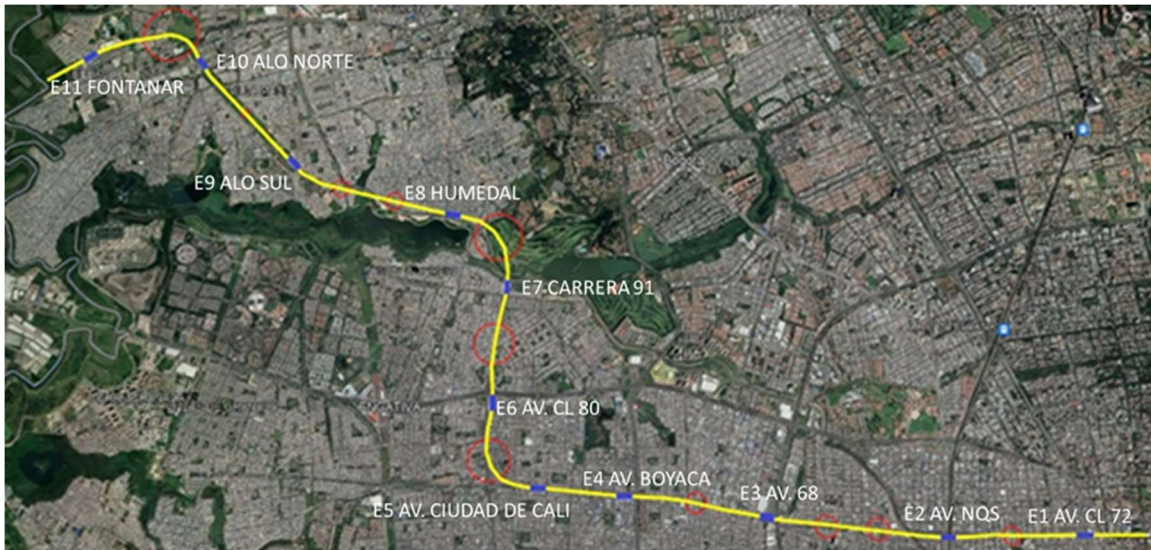 E10 ALO NORTE
E11 FONTANAR
E9 ALO SUL
E8 HUMEDAL
E7 CARRERA 91
E6 AV. CL 80
E4 AV. BOYACA
E5 AV. CIUDAD DE CALI
E3 AV. 68
E2 AV. NQS
E1 AV. CL 72